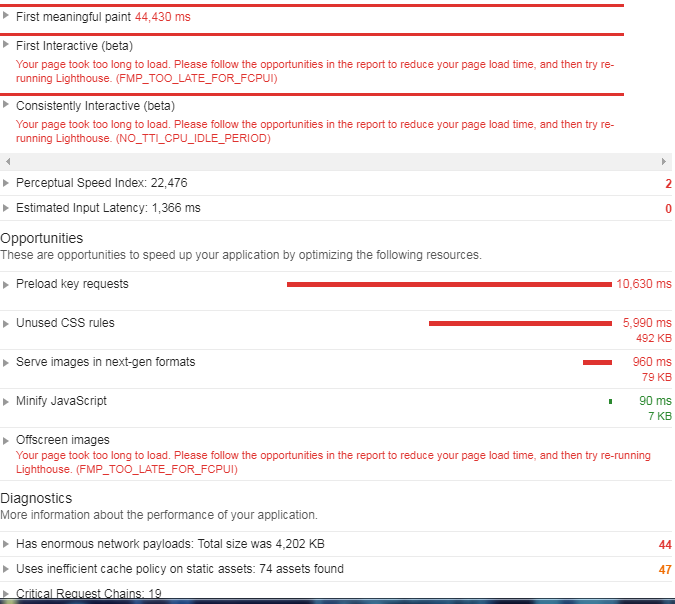 First meaningful paint 44,430 ms
First Interactive (beta)
Your page took too long to load. Please follow the opportunities in the report to reduce your page load time, and then try re-
running Lighthouse. (FMP_TOO_LATE_FOR_FCPUI)
Consistently Interactive (beta)
Your page took too long to load. Please follow the opportunities in the report to reduce your page load time, and then try re-
running Lighthouse. (NO_TTI_CPU_IDLE_PERIOD)
Perceptual Speed Index: 22,476 2
Estimated Input Latency: 1,366 ms 0
Opportunities
These are opportunities to speed up your application by optimizing the following resources.
Preload key requests 10,630 ms
Unused CSS rules 5,990 ms
492 KB
Serve images in next-gen formats 960 ms
79 KB
Minify JavaScript 90 ms
7 KB
Offscreen images
Your page took too long to load. Please follow the opportunities in the report to reduce your page load time, and then try re-running
Lighthouse. (FMP_TOO_LATE_FOR_FCPUI)
Diagnostics
More information about the performance of your application.
Has enormous network payloads: Total size was 4,202 KB 44
Uses inefficient cache policy on static assets: 74 assets found 47
Critical Request Chains: 19